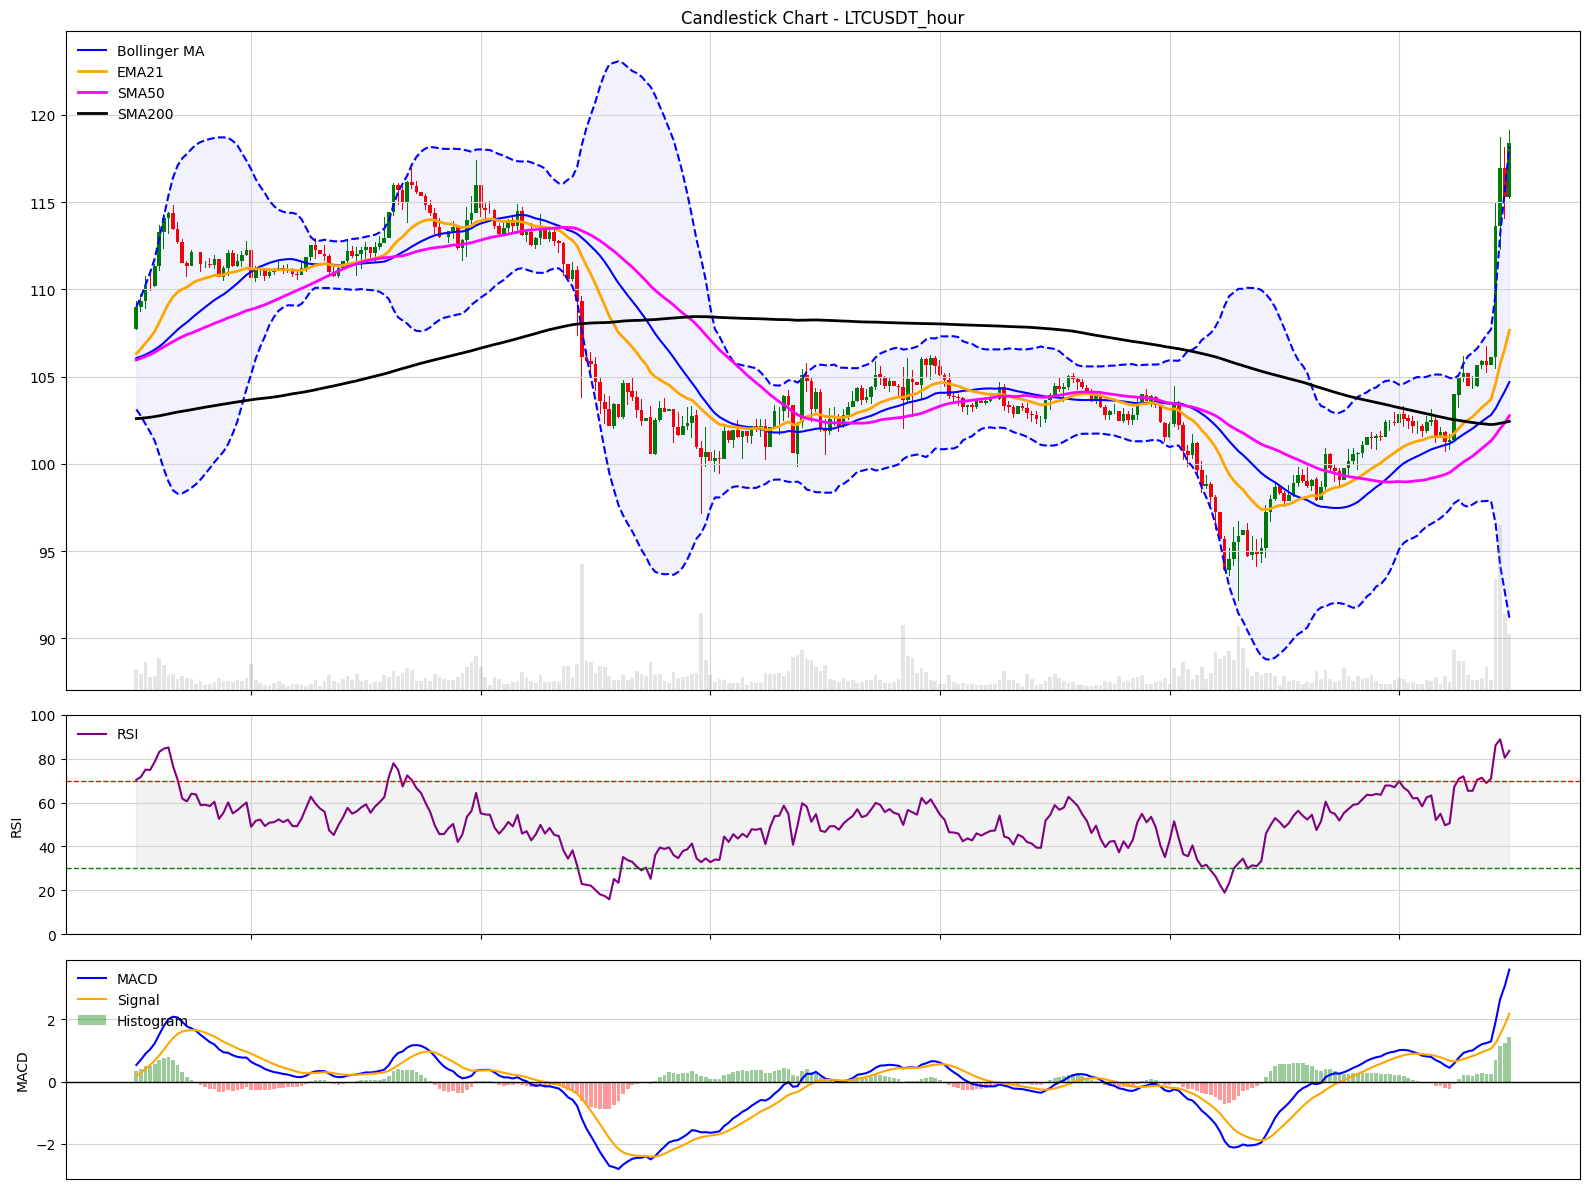 Candlestick Chart - LTCUSDT_hour
Bollinger MA
EMA21
SMA50
SMA200
120
115
110
105
100
95
90
RSI
100
80
60
40
20
0
RSI
MACD
Signal
Histogram
2
0
−2
MACD